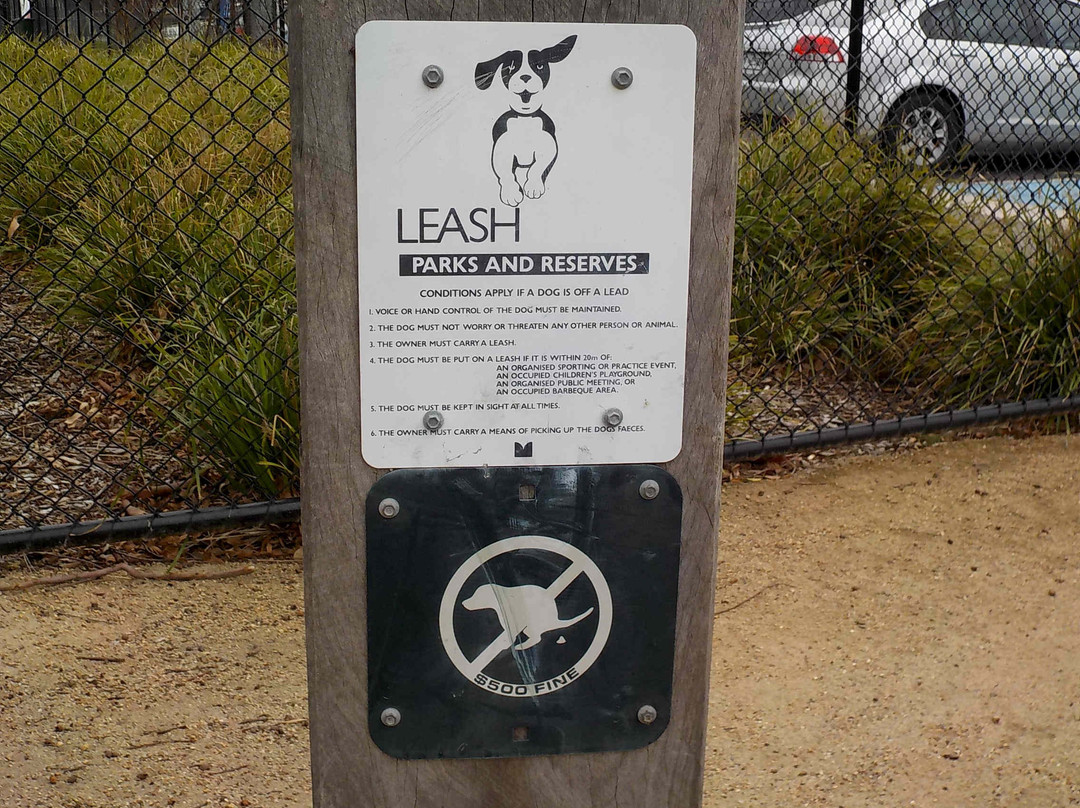 LEASH
PARKS AND RESERVES
CONDITIONS APPLY IF A DOG IS OFF A LEAD
1. VOICE OR HAND CONTROL OF THE DOG MUST BE MAINTAINED.
2. THE DOG MUST NOT WORRY OR THREATEN ANY OTHER PERSON OR ANIMAL.
3. THE OWNER MUST CARRY A LEASH.
4. THE DOG MUST BE PUT ON A LEASH IF IT IS WITHIN 20m OF:
AN ORGANISED SPORTING OR PRACTICE EVENT,
AN OCCUPIED CHILDREN'S PLAYGROUND,
AN ORGANISED PUBLIC MEETING, OR
AN OCCUPIED BARBEQUE AREA.
5. THE DOG MUST BE KEPT IN SIGHT AT ALL TIMES.
6. THE OWNER MUST CARRY A MEANS OF PICKING UP THE DOGS FAECES.
$500 FINE